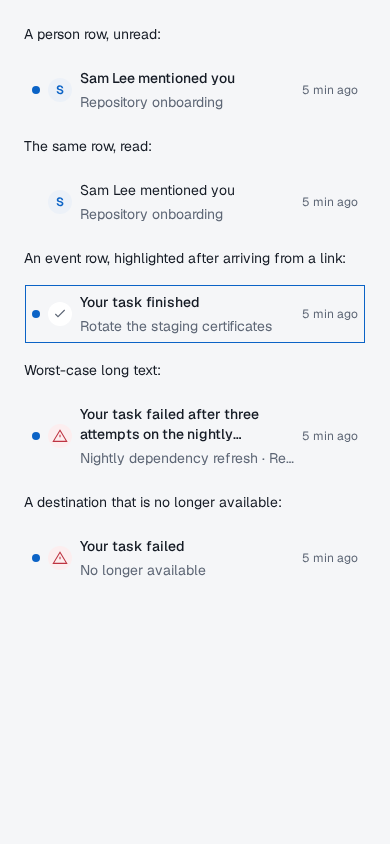 A person row, unread:
S
Sam Lee mentioned you
5 min ago
Repository onboarding
The same row, read:
S
Sam Lee mentioned you
5 min ago
Repository onboarding
An event row, highlighted after arriving from a link:
Your task finished
5 min ago
Rotate the staging certificates
Worst-case long text:
Your task failed after three
attempts on the nightly…
5 min ago
Nightly dependency refresh · Re…
A destination that is no longer available:
Your task failed
5 min ago
No longer available